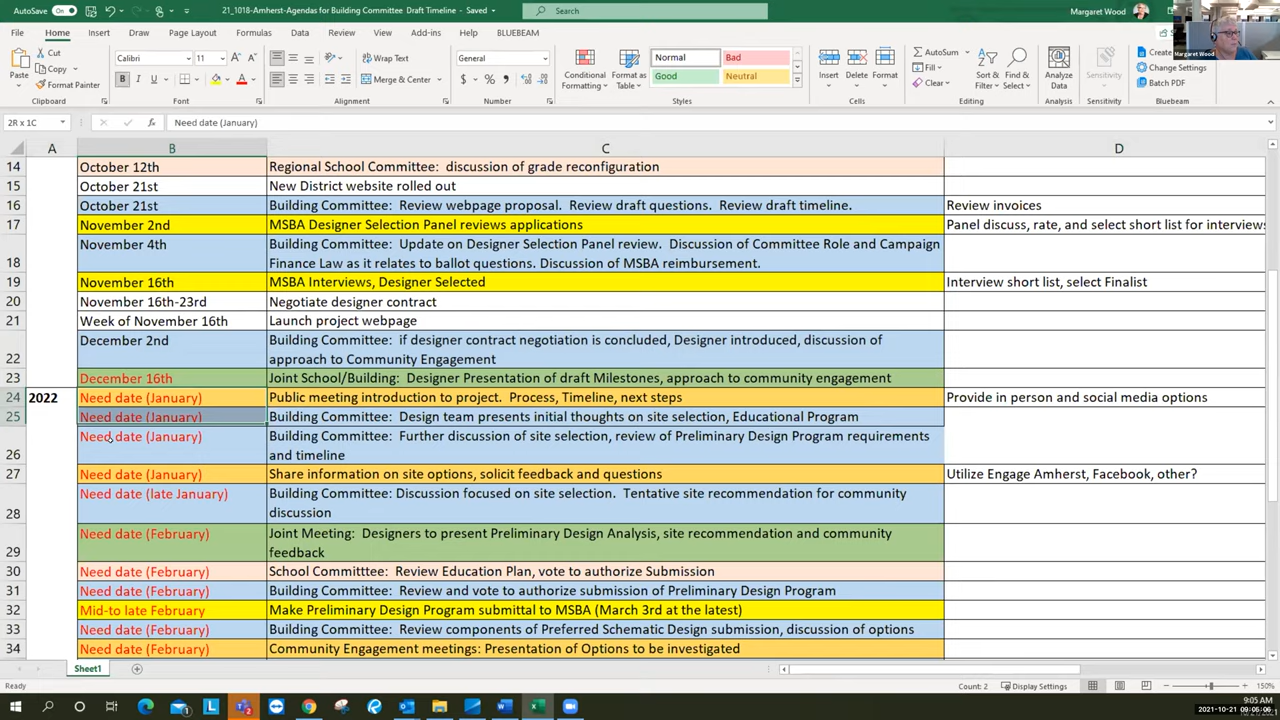 AutoSave On 21_1018-Amherst-Agendas for Building Committee Draft Timeline - Saved Search Margaret Wood
File Home Insert Draw Page Layout Formulas Data Review View Add-ins Help BLUEBEAM
Cut
Copy
Format Painter
Paste
Clipboard
Calibri 11
Font
Wrap Text
Merge & Center
Alignment
General
Number
Conditional Formatting
Format as Table
Normal Bad
Good Neutral
Styles
Insert Delete Format
Cells
AutoSum
Fill
Clear
Sort & Filter
Find & Select
Editing
Analyze Data
Analysis
Sensitivity
Sensitivity
Change Settings
Batch PDF
Bluebeam
Margaret Wood
2R x 1C Need date (January)
A B C D
14 October 12th Regional School Committee: discussion of grade reconfiguration
15 October 21st New District website rolled out
16 October 21st Building Committee: Review webpage proposal. Review draft questions. Review draft timeline. Review invoices
17 November 2nd MSBA Designer Selection Panel reviews applications Panel discuss, rate, and select short list for interviews
18 November 4th Building Committee: Update on Designer Selection Panel review. Discussion of Committee Role and Campaign
Finance Law as it relates to ballot questions. Discussion of MSBA reimbursement.
19 November 16th MSBA Interviews, Designer Selected Interview short list, select Finalist
20 November 16th-23rd Negotiate designer contract
21 Week of November 16th Launch project webpage
22 December 2nd Building Committee: if designer contract negotiation is concluded, Designer introduced, discussion of
approach to Community Engagement
23 December 16th Joint School/Building: Designer Presentation of draft Milestones, approach to community engagement
24 2022 Need date (January) Public meeting introduction to project. Process, Timeline, next steps Provide in person and social media options
25 Need date (January) Building Committee: Design team presents initial thoughts on site selection, Educational Program
26 Need date (January) Building Committee: Further discussion of site selection, review of Preliminary Design Program requirements
and timeline
27 Need date (January) Share information on site options, solicit feedback and questions Utilize Engage Amherst, Facebook, other?
28 Need date (late January) Building Committee: Discussion focused on site selection. Tentative site recommendation for community
discussion
29 Need date (February) Joint Meeting: Designers to present Preliminary Design Analysis, site recommendation and community
feedback
30 Need date (February) School Committtee: Review Education Plan, vote to authorize Submission
31 Need date (February) Building Committee: Review and vote to authorize submission of Preliminary Design Program
32 Mid-to late February Make Preliminary Design Program submittal to MSBA (March 3rd at the latest)
33 Need date (February) Building Committee: Review components of Preferred Schematic Design submission, discussion of options
34 Need date (February) Community Engagement meetings: Presentation of Options to be investigated
Sheet1
Ready Count: 2 Display Settings 150%
9:05 AM
2021-10-21 09:06:06